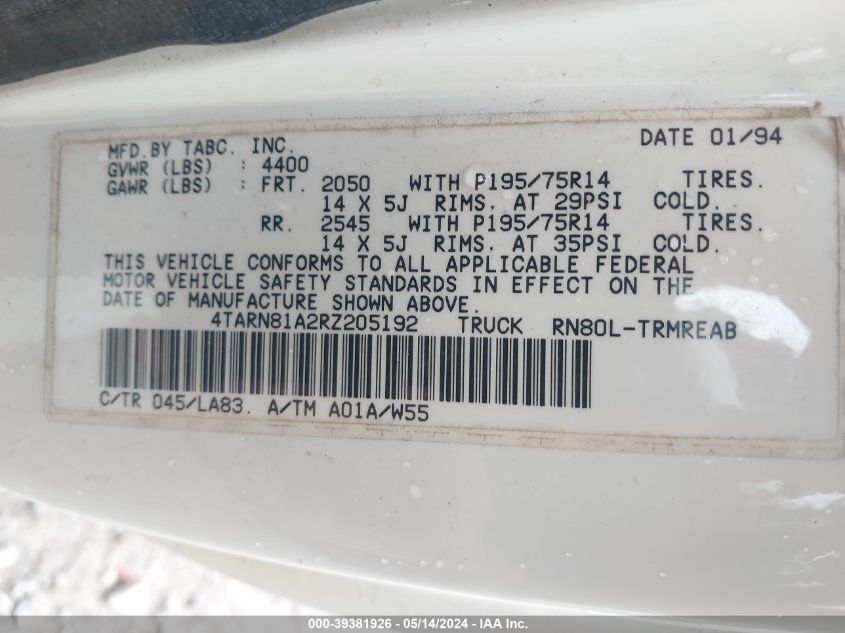 DATE 01/94
MFD.BY TABC. INC.
GVWR (LBS) : 4400
GAWR (LBS) : FRT. 2050 WITH P195/75R14 TIRES.
14 X 5J RIMS, AT 29PSI COLD.
RR. 2545 WITH P195/75R14 TIRES.
14 X 5J RIMS, AT 35PSI COLD.
THIS VEHICLE CONFORMS TO ALL APPLICABLE FEDERAL
MOTOR VEHICLE SAFETY STANDARDS IN EFFECT ON THE
DATE OF MANUFACTURE SHOWN ABOVE.
4TARN81A2RZ205192 TRUCK RN80L-TRMREAB
C/TR 045/LA83. A/TM A01A/W55
000-39381926 / 05/14/2024 - IAA Inc.